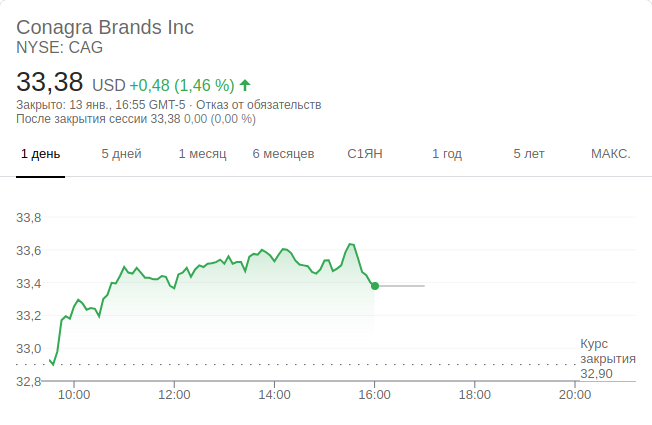 Conagra Brands Inc
NYSE: CAG
33,38 USD +0,48 (1,46 %)
Закрыто: 13 янв., 16:55 GMT-5 · Отказ от обязательств
После закрытия сессии 33,38 0,00 (0,00 %)
1 день 5 дней 1 месяц 6 месяцев С1ЯН 1 год 5 лет МАКС.
33,8
33,6
33,4
33,2
33,0
Курс
закрытия
32,90
32,8
10:00 12:00 14:00 16:00 18:00 20:00